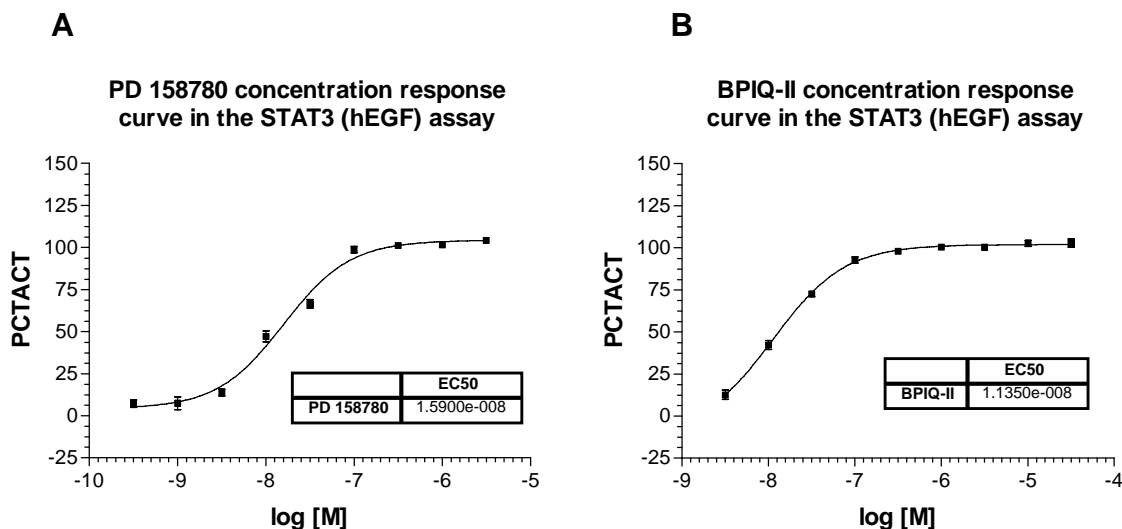 A
PD 158780 concentration response
curve in the STAT3 (hEGF) assay
150
125
100
75
50
25
0
-25
PCTACT
-10
-9
-8
-7
-6
-5
log [M]
EC50
PD 158780 1.5900e-008
B
BPIQ-II concentration response
curve in the STAT3 (hEGF) assay
150
125
100
75
50
25
0
-25
PCTACT
-9
-8
-7
-6
-5
-4
log [M]
EC50
BPIQ-II 1.1350e-008